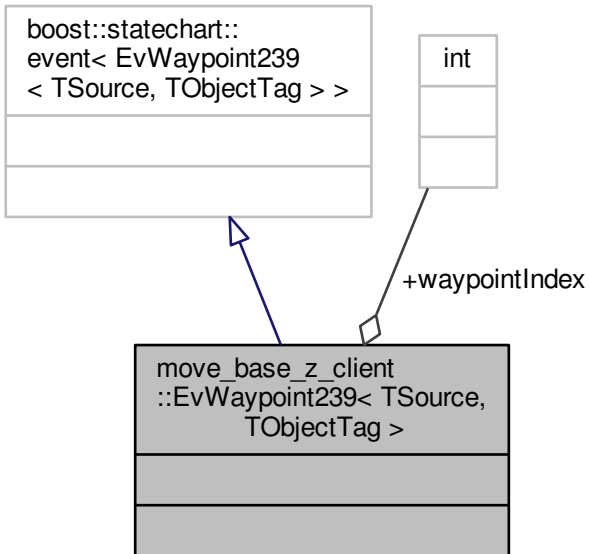 boost::statechart::
event< EvWaypoint239
< TSource, TObjectTag > >
int
+waypointIndex
move_base_z_client
::EvWaypoint239< TSource,
TObjectTag >